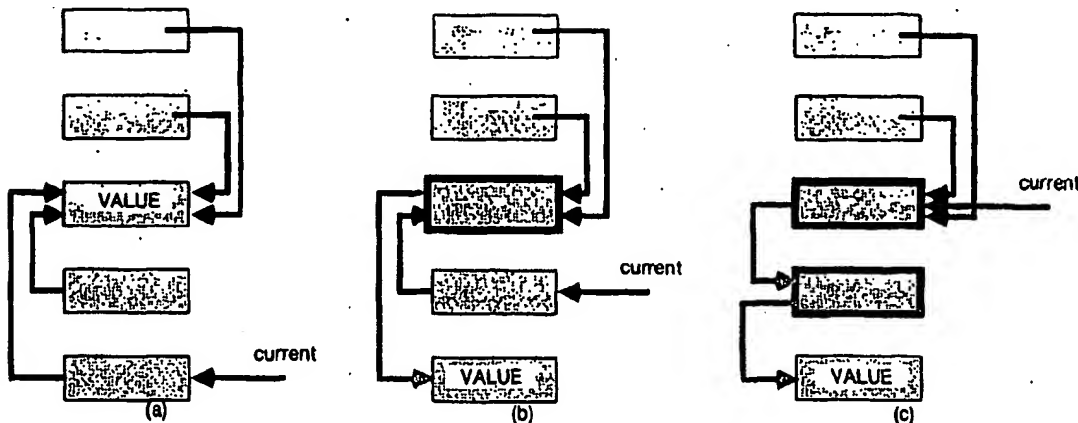 current
VALUE
current
current
VALUE
VALUE
(a)
(b)
(c)